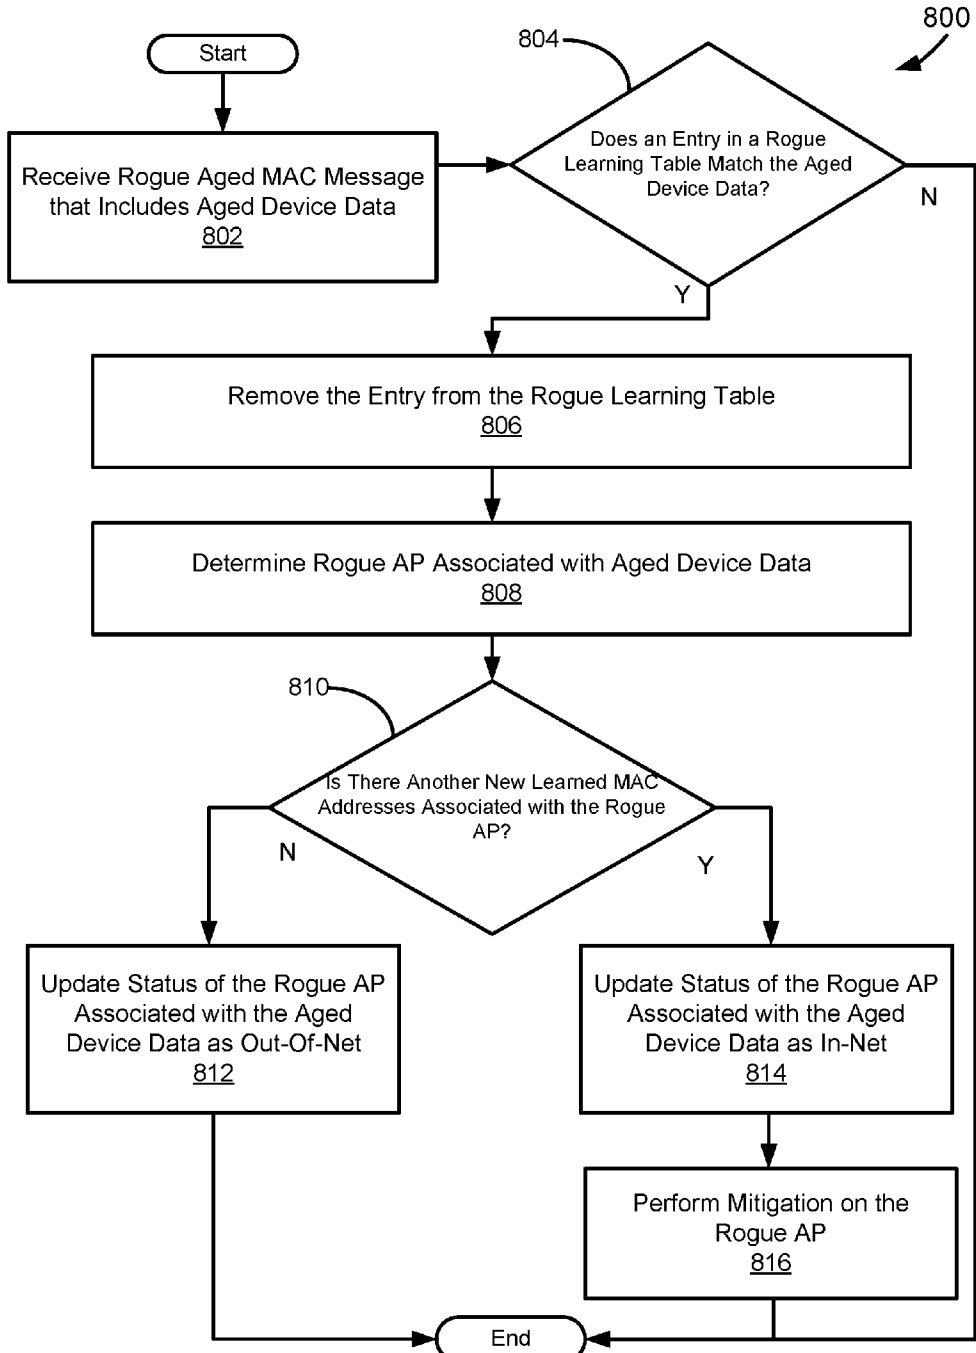 800
Start
804
Does an Entry in a Rogue
Learning Table Match the Aged
Device Data?
N
Receive Rogue Aged MAC Message
that Includes Aged Device Data
802
Y
Remove the Entry from the Rogue Learning Table
806
Determine Rogue AP Associated with Aged Device Data
808
810
Is There Another New Learned MAC
Addresses Associated with the Rogue
AP?
N
Y
Update Status of the Rogue AP
Associated with the Aged
Device Data as Out-Of-Net
812
Update Status of the Rogue AP
Associated with the Aged
Device Data as In-Net
814
Perform Mitigation on the
Rogue AP
816
End